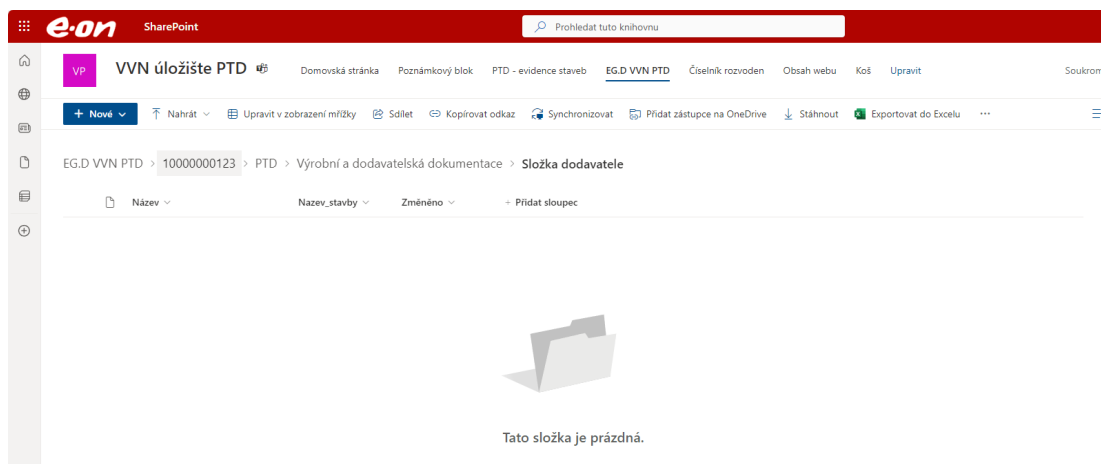 e·on SharePoint Prohledat tuto knihovnu
VP VVN úložište PTD Domovská stránka Poznámkový blok PTD - evidence staveb EG.D VVN PTD Číselník rozvoden Obsah webu Koš Upravit Soukrom
+ Nové Nahrát Upravit v zobrazení mřížky Sdílet Kopírovat odkaz Synchronizovat Přidat zástupce na OneDrive Stáhnout Exportovat do Excelu ...
EG.D VVN PTD > 10000000123 > PTD > Výrobní a dodavatelská dokumentace > Složka dodavatele
Název Nazev_stavby Změněno + Přidat sloupec
Tato složka je prázdná.